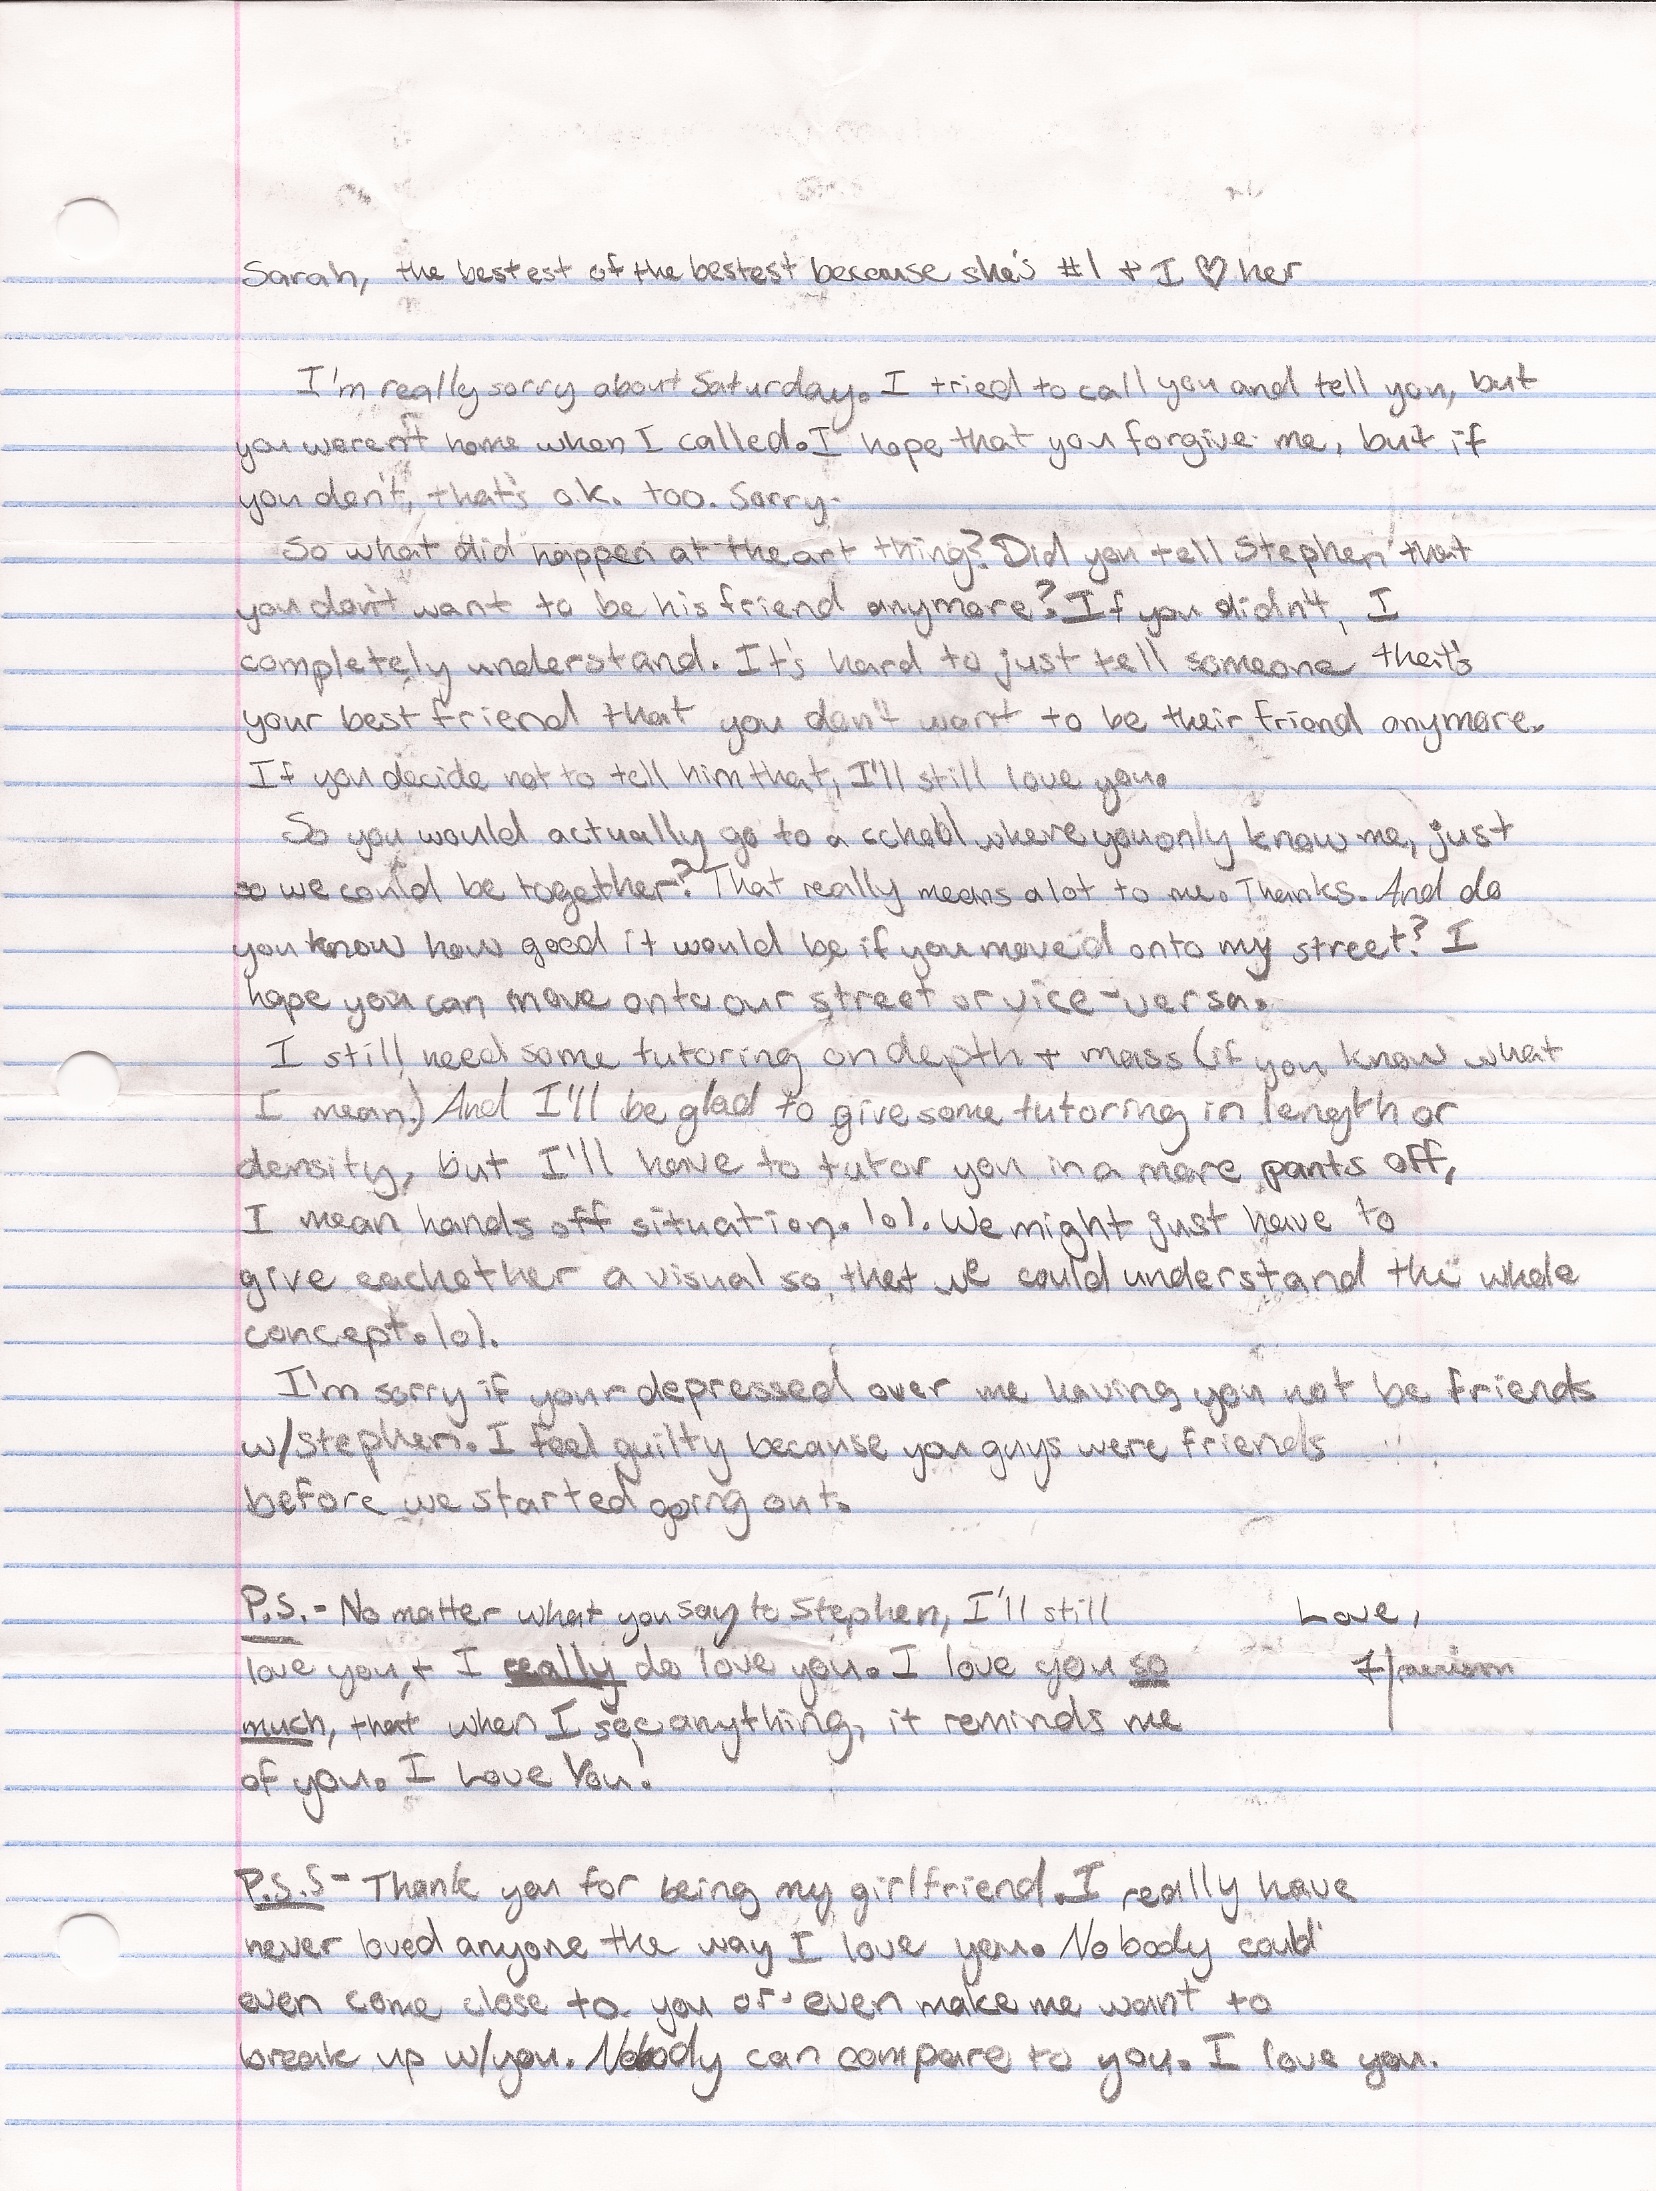 Sarah, the bestest of the bestest because she's #1 + I ♡ her
I'm really sorry about Saturday. I tried to call you and tell you, but
you weren't home when I called. I hope that you forgive me, but if
you don't, that's o.k. too. Sorry.
So what did happen at the art thing? Did you tell Stephen that
you don't want to be his friend anymore? If you didn't, I
completely understand. It's hard to just tell someone that's
your best friend that you don't want to be their friend anymore.
If you decide not to tell him that, I'll still love you.
So you would actually go to a school where you only know me, just
so we could be together? That really means a lot to me. Thanks. And do
you know how good it would be if you moved onto my street? I
hope you can move onto our street or vice-versa.
I still need some tutoring on depth + mass (if you know what
I mean.) And I'll be glad to give some tutoring in length or
density, but I'll have to tutor you in a more pants off,
I mean hands off situation. lol. We might just have to
give eachother a visual so that we could understand the whole
concept. lol.
I'm sorry if your depressed over me having you not be friends
w/Stephen. I feel guilty because you guys were friends
before we started going out.
P.S. - No matter what you say to Stephen, I'll still
love you, + I really do love you. I love you so
much, that when I see anything, it reminds me
of you. I Love You!
Love,
P.S.S - Thank you for being my girlfriend. I really have
never loved anyone the way I love you. Nobody could
even come close to you or even make me want to
break up w/you. Nobody can compare to you. I love you.